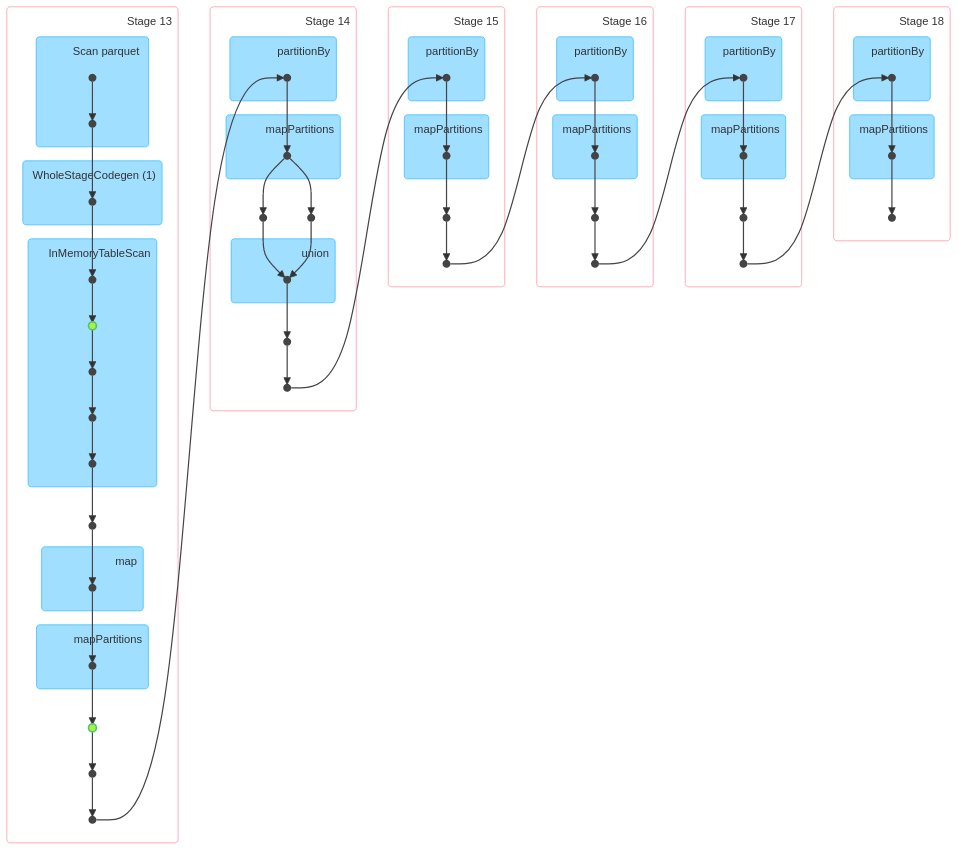 Stage 13
Scan parquet
WholeStageCodegen (1)
InMemoryTableScan
map
mapPartitions
Stage 14
partitionBy
mapPartitions
union
Stage 15
partitionBy
mapPartitions
Stage 16
partitionBy
mapPartitions
Stage 17
partitionBy
mapPartitions
Stage 18
partitionBy
mapPartitions